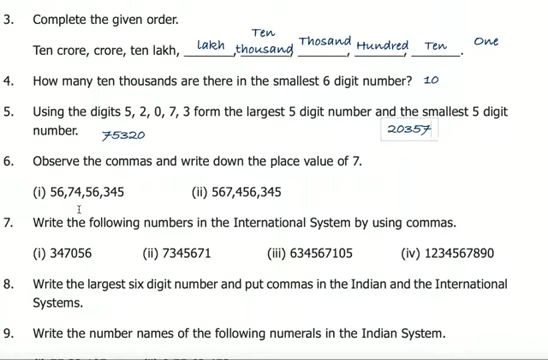 3. Complete the given order.
Ten crore, crore, ten lakh, lakh, Ten thousand, Thosand, Hundred, Ten. One
4. How many ten thousands are there in the smallest 6 digit number? 10
5. Using the digits 5, 2, 0, 7, 3 form the largest 5 digit number and the smallest 5 digit
number. 75320 20357
6. Observe the commas and write down the place value of 7.
(i) 56,74,56,345 (ii) 567,456,345
7. Write the following numbers in the International System by using commas.
(i) 347056 (ii) 7345671 (iii) 634567105 (iv) 1234567890
8. Write the largest six digit number and put commas in the Indian and the International
Systems.
9. Write the number names of the following numerals in the Indian System.